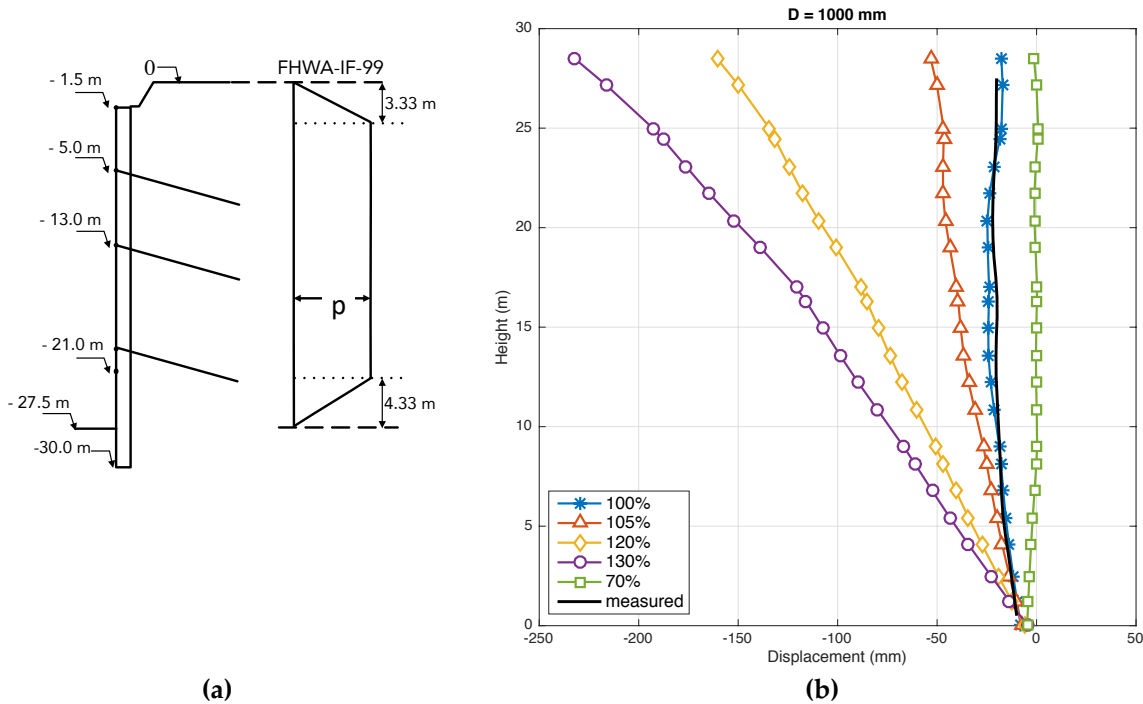 0
FHWA-IF-99
- 1.5 m
3.33 m
- 5.0 m
- 13.0 m
p
- 21.0 m
- 27.5 m
4.33 m
-30.0 m
(a)
D = 1000 mm
30
25
20
15
10
5
0
Height (m)
100%
105%
120%
130%
70%
measured
-250 -200 -150 -100 -50 0 50
Displacement (mm)
(b)